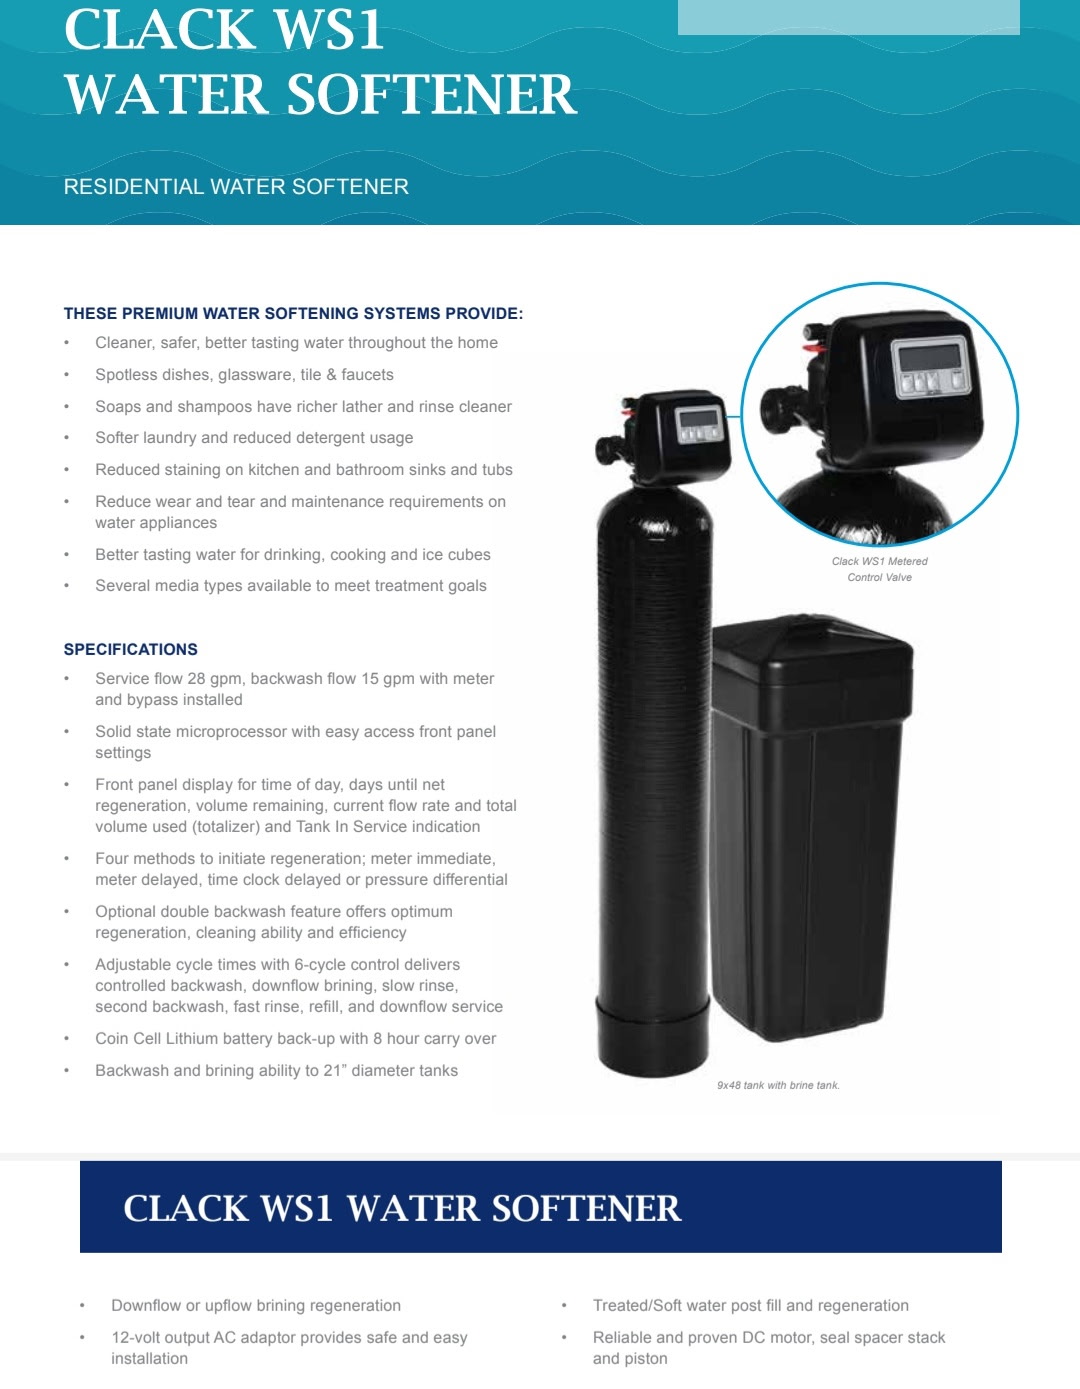 CLACK WS1
WATER SOFTENER
RESIDENTIAL WATER SOFTENER
THESE PREMIUM WATER SOFTENING SYSTEMS PROVIDE:
• Cleaner, safer, better tasting water throughout the home
• Spotless dishes, glassware, tile & faucets
• Soaps and shampoos have richer lather and rinse cleaner
• Softer laundry and reduced detergent usage
• Reduced staining on kitchen and bathroom sinks and tubs
• Reduce wear and tear and maintenance requirements on
water appliances
• Better tasting water for drinking, cooking and ice cubes
• Several media types available to meet treatment goals
SPECIFICATIONS
• Service flow 28 gpm, backwash flow 15 gpm with meter
and bypass installed
• Solid state microprocessor with easy access front panel
settings
• Front panel display for time of day, days until net
regeneration, volume remaining, current flow rate and total
volume used (totalizer) and Tank In Service indication
• Four methods to initiate regeneration; meter immediate,
meter delayed, time clock delayed or pressure differential
• Optional double backwash feature offers optimum
regeneration, cleaning ability and efficiency
• Adjustable cycle times with 6-cycle control delivers
controlled backwash, downflow brining, slow rinse,
second backwash, fast rinse, refill, and downflow service
• Coin Cell Lithium battery back-up with 8 hour carry over
• Backwash and brining ability to 21” diameter tanks
Clack WS1 Metered
Control Valve
9x48 tank with brine tank.
CLACK WS1 WATER SOFTENER
• Downflow or upflow brining regeneration
• 12-volt output AC adaptor provides safe and easy
installation
• Treated/Soft water post fill and regeneration
• Reliable and proven DC motor, seal spacer stack
and piston